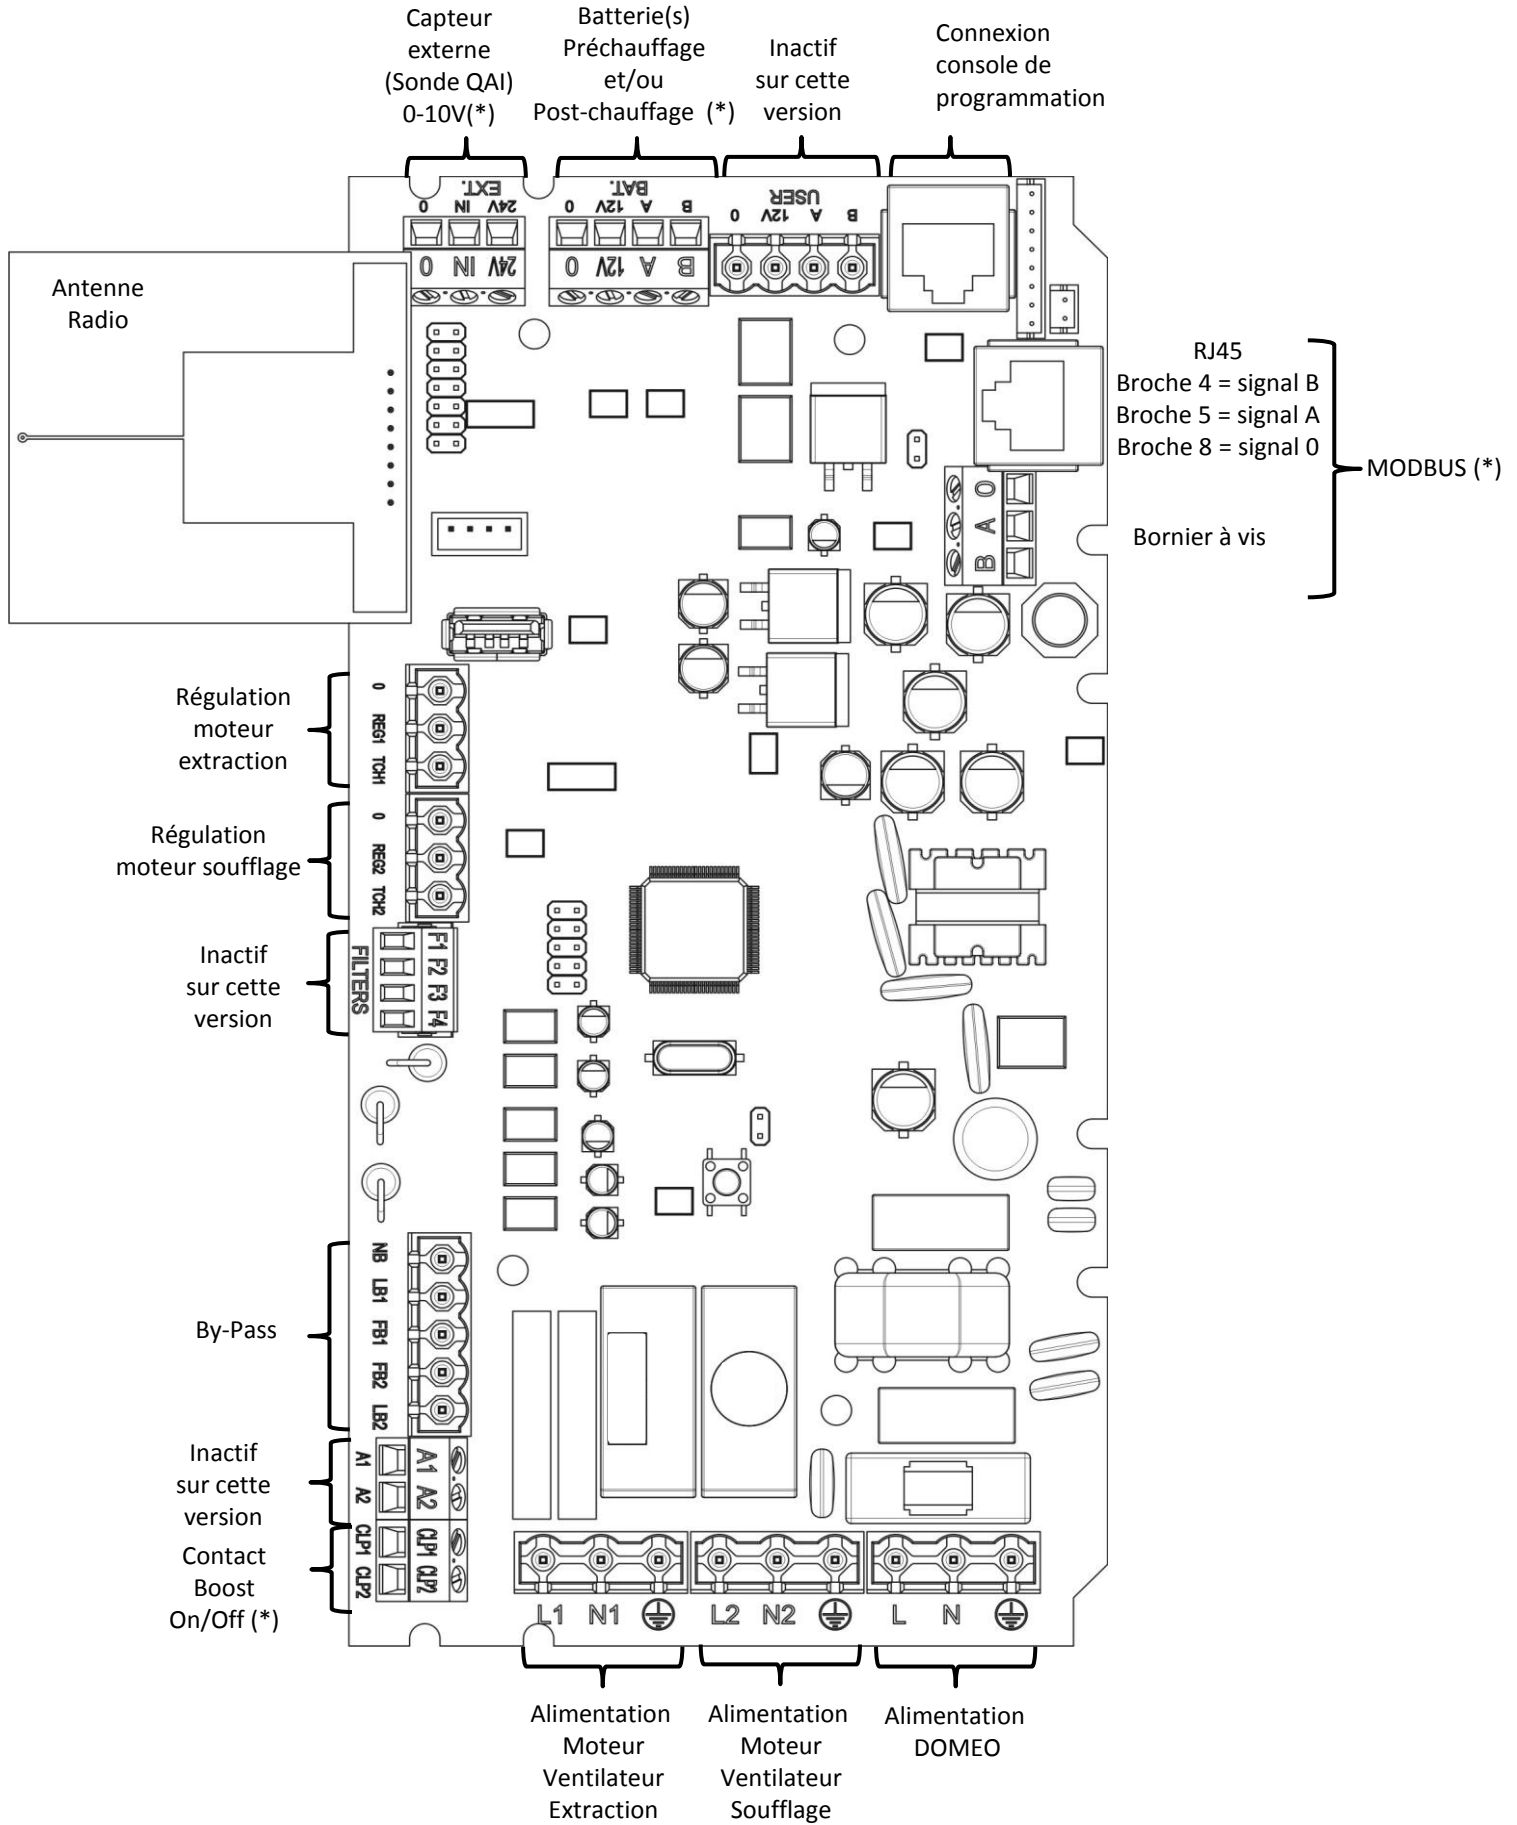 Capteur
externe
(Sonde QAI)
0-10V(*)
Batterie(s)
Préchauffage
et/ou
Post-chauffage (*)
Inactif
sur cette
version
Connexion
console de
programmation
EXT.
0 IN 24V
0 IN 24V
BAT.
0 12V A B
0 12V A B
USER
0 12V A B
Antenne
Radio
RJ45
Broche 4 = signal B
Broche 5 = signal A
Broche 8 = signal 0
MODBUS (*)
Bornier à vis
B A 0
Régulation
moteur
extraction
0 REG1 TCH1
Régulation
moteur soufflage
0 REG2 TCH2
Inactif
sur cette
version
FILTERS
F1 F2 F3 F4
By-Pass
NB LB1 FB1 FB2 LB2
Inactif
sur cette
version
A1 A2
A1 A2
Contact
Boost
On/Off (*)
CLP1 CLP2
CLP1 CLP2
L1 N1
L2 N2
L N
Alimentation
Moteur
Ventilateur
Extraction
Alimentation
Moteur
Ventilateur
Soufflage
Alimentation
DOMEO